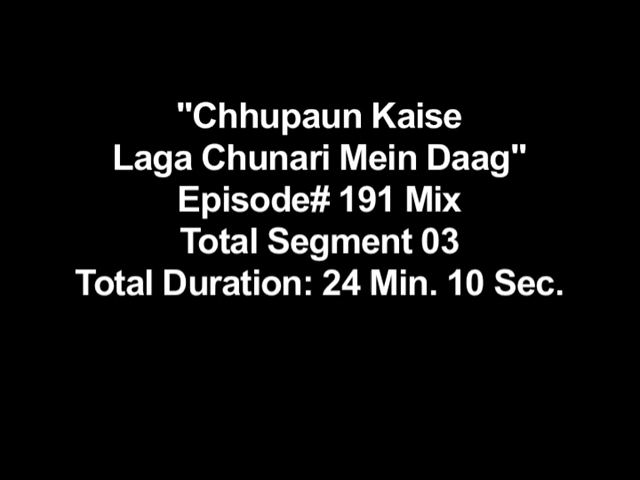 "Chhupaun Kaise
Laga Chunari Mein Daag"
Episode# 191 Mix
Total Segment 03
Total Duration: 24 Min. 10 Sec.